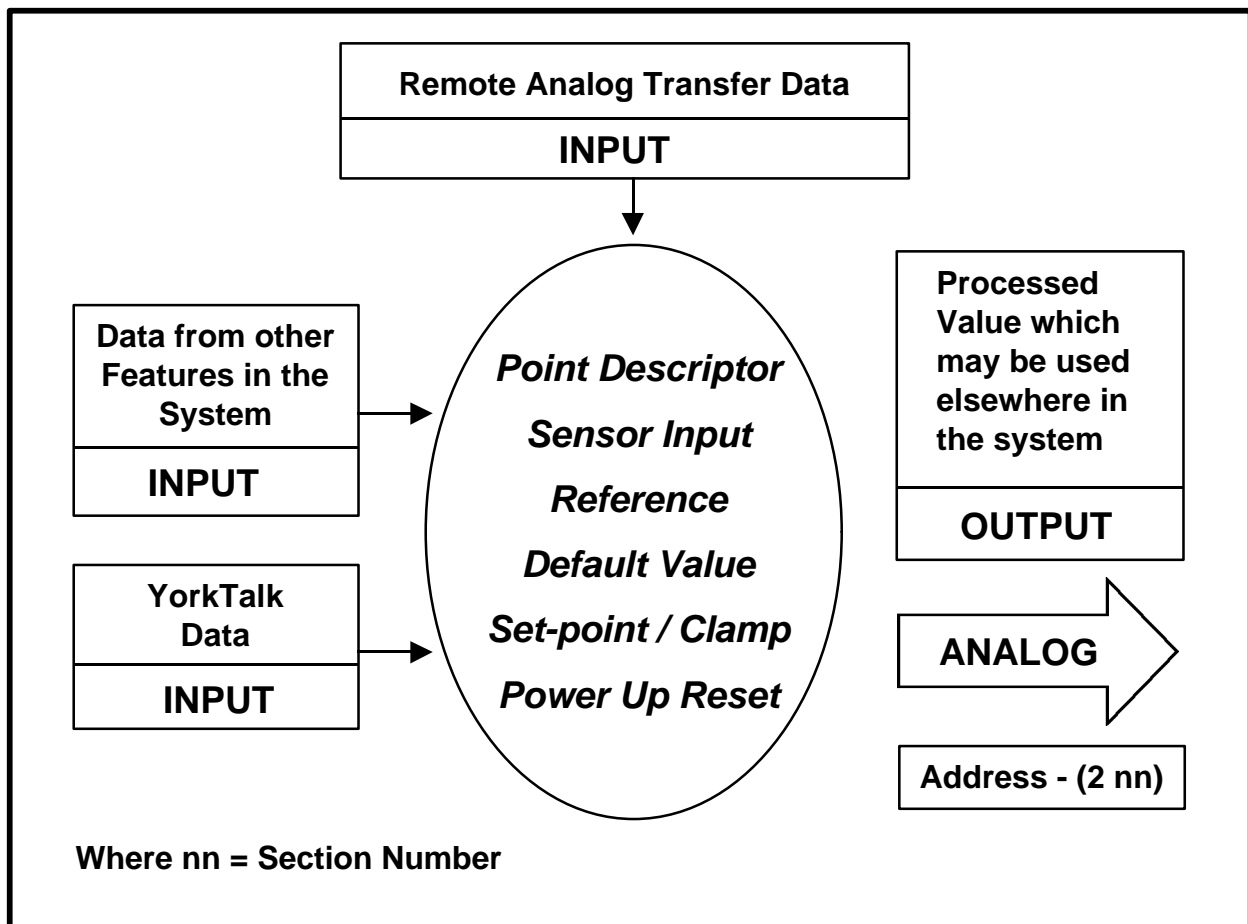 Remote Analog Transfer Data
INPUT
Data from other
Features in the
System
INPUT
YorkTalk
Data
INPUT
Point Descriptor
Sensor Input
Reference
Default Value
Set-point / Clamp
Power Up Reset
Processed
Value which
may be used
elsewhere in
the system
OUTPUT
ANALOG
Address - (2 nn)
Where nn = Section Number